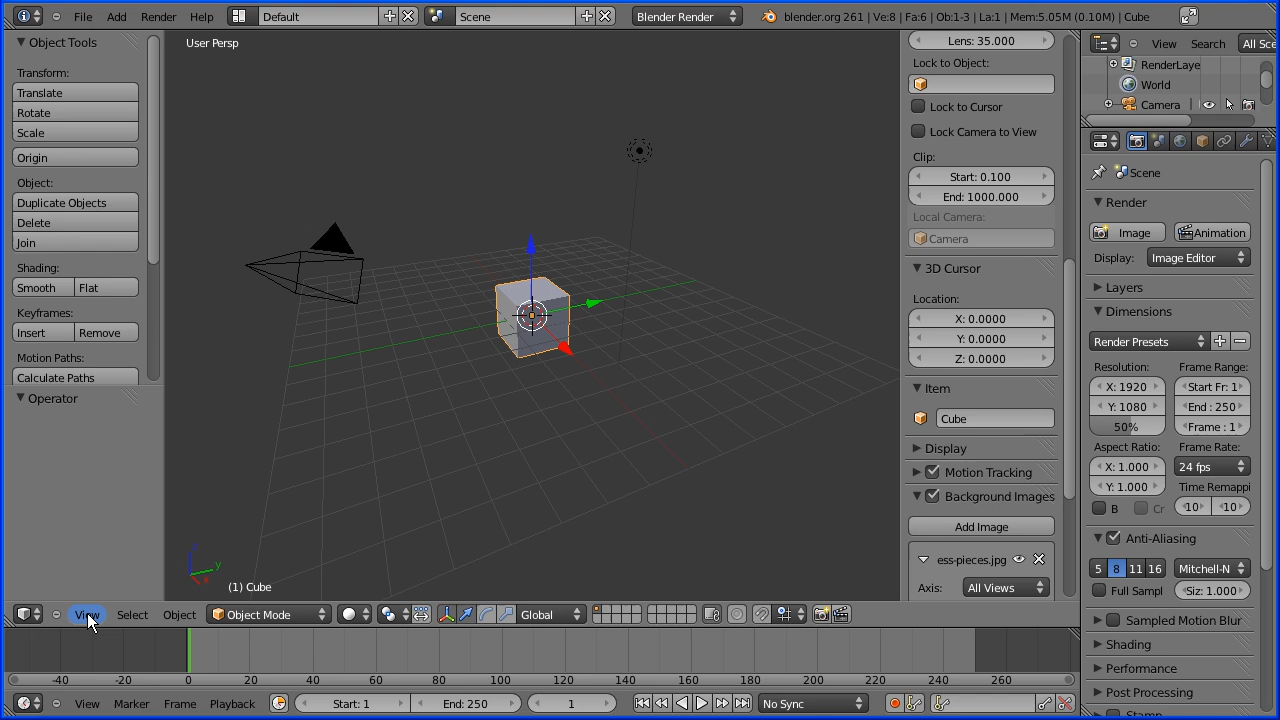 File Add Render Help Default Scene Blender Render blender.org 261 | Ve:8 | Fa:6 | Ob:1-3 | La:1 | Mem:5.05M (0.10M) | Cube
Object Tools
Transform:
Translate
Rotate
Scale
Origin
Object:
Duplicate Objects
Delete
Join
Shading:
Smooth Flat
Keyframes:
Insert Remove
Motion Paths:
Calculate Paths
Operator
User Persp
y
(1) Cube
Lens: 35.000
Lock to Object:
Lock to Cursor
Lock Camera to View
Clip:
Start: 0.100
End: 1000.000
Local Camera:
Camera
3D Cursor
Location:
X: 0.0000
Y: 0.0000
Z: 0.0000
Item
Cube
Display
Motion Tracking
Background Images
Add Image
ess-pieces.jpg
Axis: All Views
View Search All Sce
RenderLaye
World
Camera
Scene
Render
Image Animation
Display: Image Editor
Layers
Dimensions
Render Presets
Resolution: Frame Range:
X: 1920 Start Fr: 1
Y: 1080 End : 250
50% Frame : 1
Aspect Ratio: Frame Rate:
X: 1.000 24 fps
Y: 1.000 Time Remappi
B Cr 10 10
Anti-Aliasing
5 8 11 16 Mitchell-N
Full Sampl Siz: 1.000
Sampled Motion Blur
Shading
Performance
Post Processing
Stamp
View Select Object Object Mode Global
-40 -20 0 20 40 60 80 100 120 140 160 180 200 220 240 260
View Marker Frame Playback Start: 1 End: 250 1 No Sync